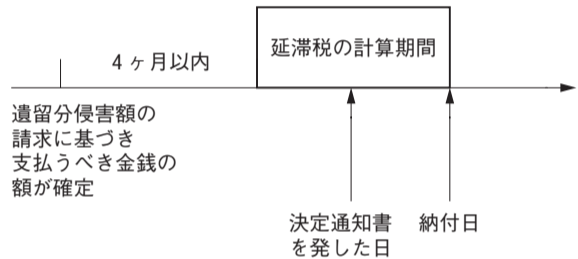 延滞税の計算期間
4ヶ月以内
遺留分侵害額の
請求に基づき
支払うべき金銭の
額が確定
決定通知書
を発した日
納付日